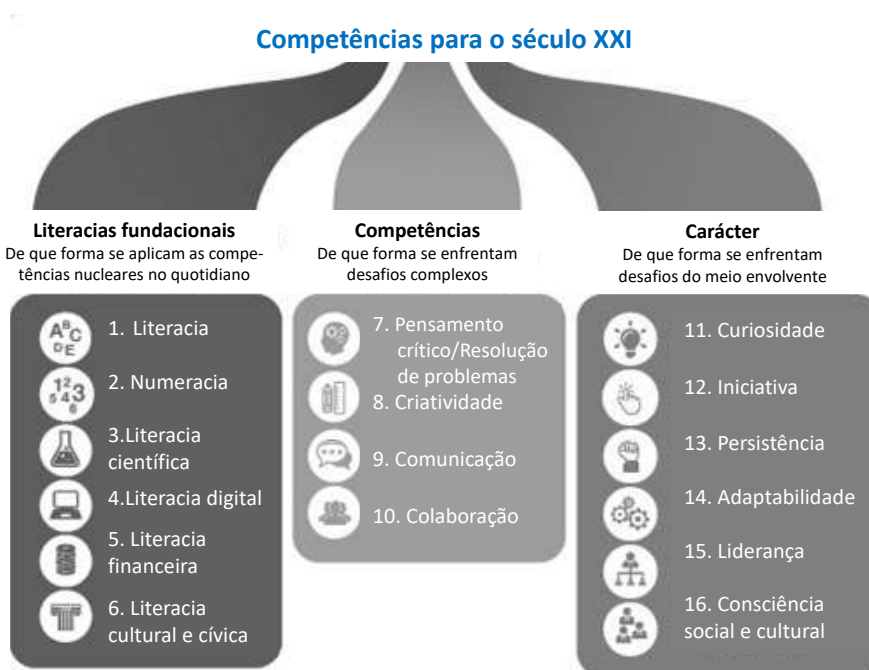 Competências para o século XXI
Literacias fundacionais
De que forma se aplicam as compe-
tências nucleares no quotidiano
1. Literacia
2. Numeracia
3.Literacia
científica
4.Literacia digital
5. Literacia
financeira
6. Literacia
cultural e cívica
Competências
De que forma se enfrentam
desafios complexos
7. Pensamento
crítico/Resolução
de problemas
8. Criatividade
9. Comunicação
10. Colaboração
Carácter
De que forma se enfrentam
desafios do meio envolvente
11. Curiosidade
12. Iniciativa
13. Persistência
14. Adaptabilidade
15. Liderança
16. Consciência
social e cultural